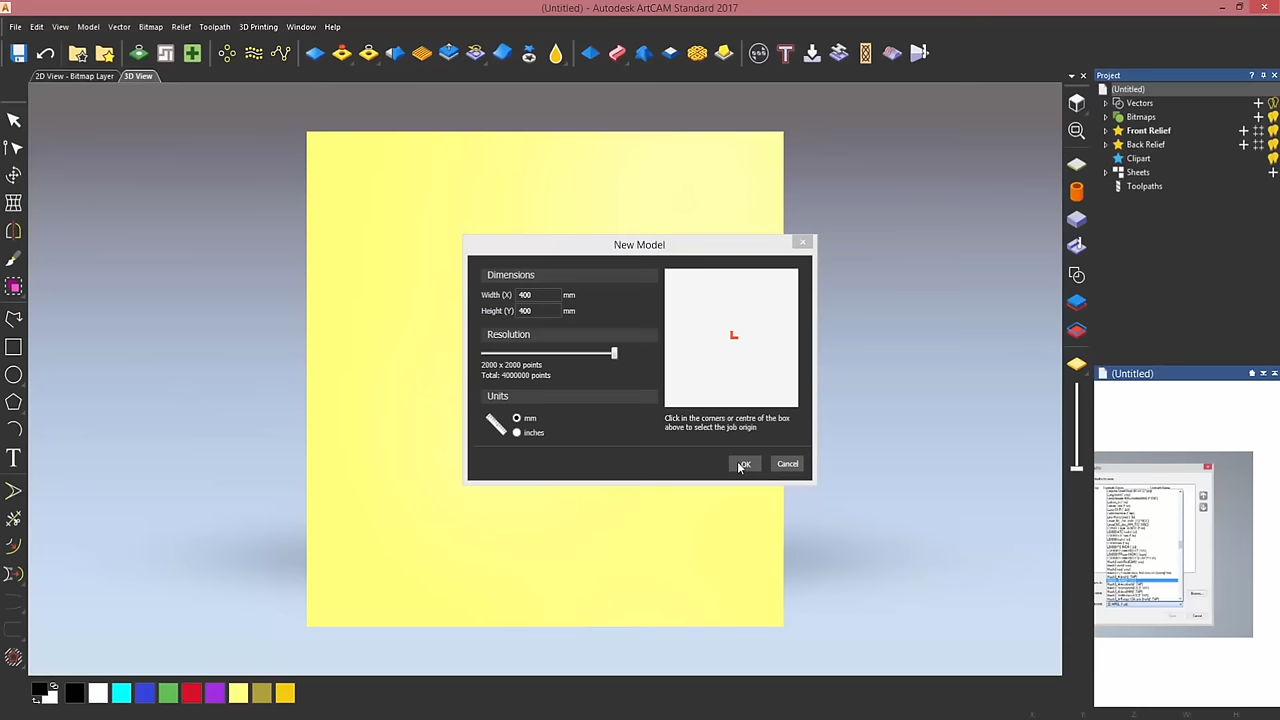 (Untitled) - Autodesk ArtCAM Standard 2017
File Edit View Model Vector Bitmap Relief Toolpath 3D Printing Window Help
2D View - Bitmap Layer 3D View
Project
(Untitled)
Vectors
Bitmaps
Front Relief
Back Relief
Clipart
Sheets
Toolpaths
New Model
Dimensions
Width (X) 400 mm
Height (Y) 400 mm
Resolution
2000 x 2000 points
Total: 4000000 points
Units
mm
inches
Click in the corners or centre of the box
above to select the job origin
OK Cancel
(Untitled)
X: Y: Z: W: H: